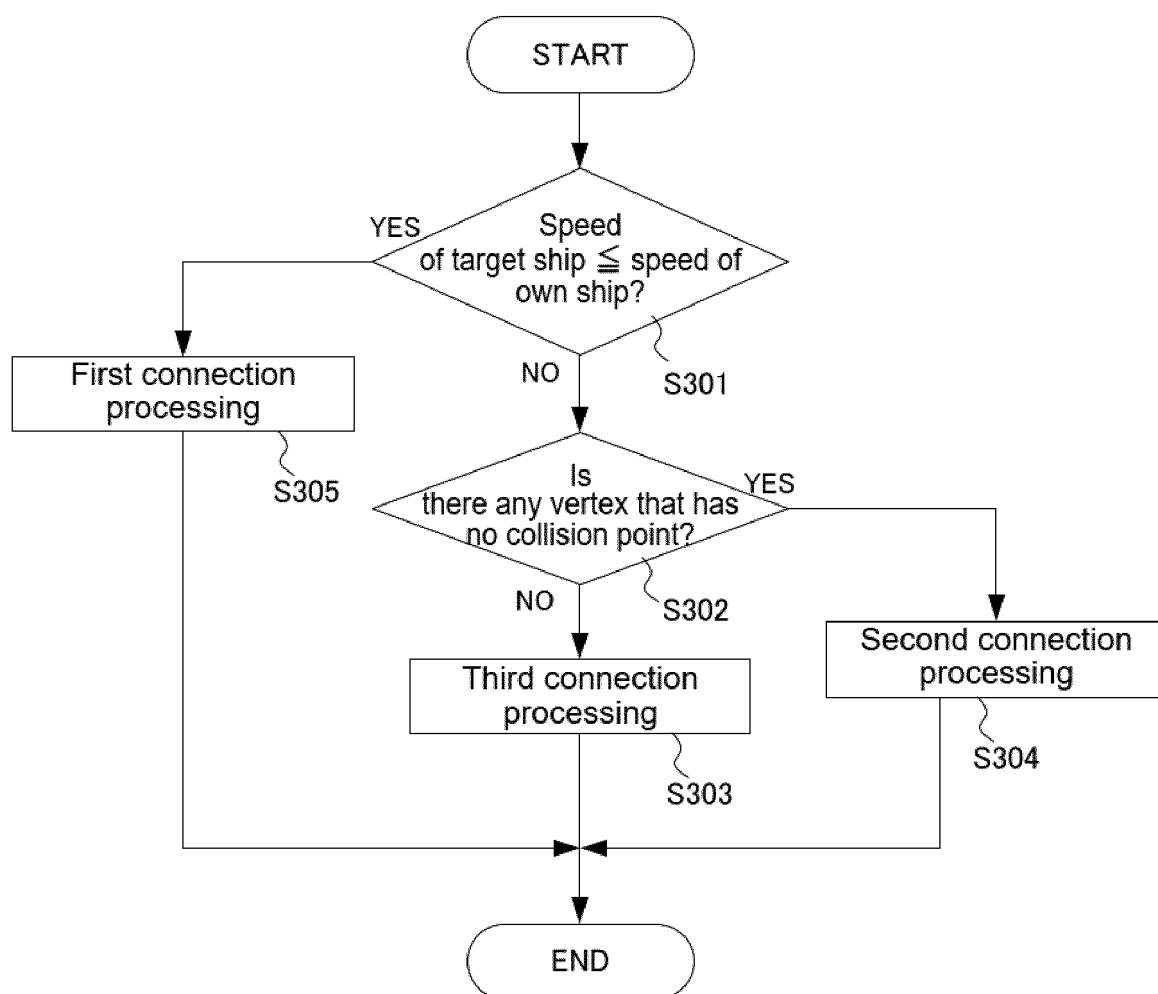 START
YES
Speed
of target ship ≦ speed of
own ship?
S301
NO
First connection
processing
S305
Is
there any vertex that has
no collision point?
YES
S302
NO
Second connection
processing
S304
Third connection
processing
S303
END